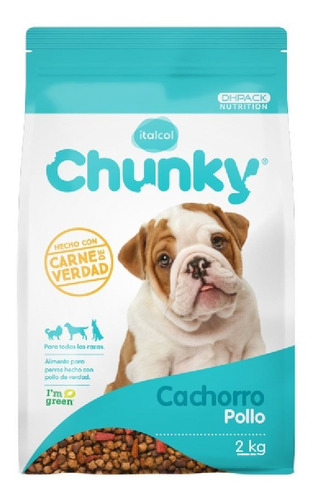 DHPACK
NUTRITION
italcol
Chunky®
HECHO CON
CARNE DE
VERDAD
Para todas las razas
Alimento para
perros hecho con
pollo de verdad.
I'm
green
Cachorro
Pollo
2 kg